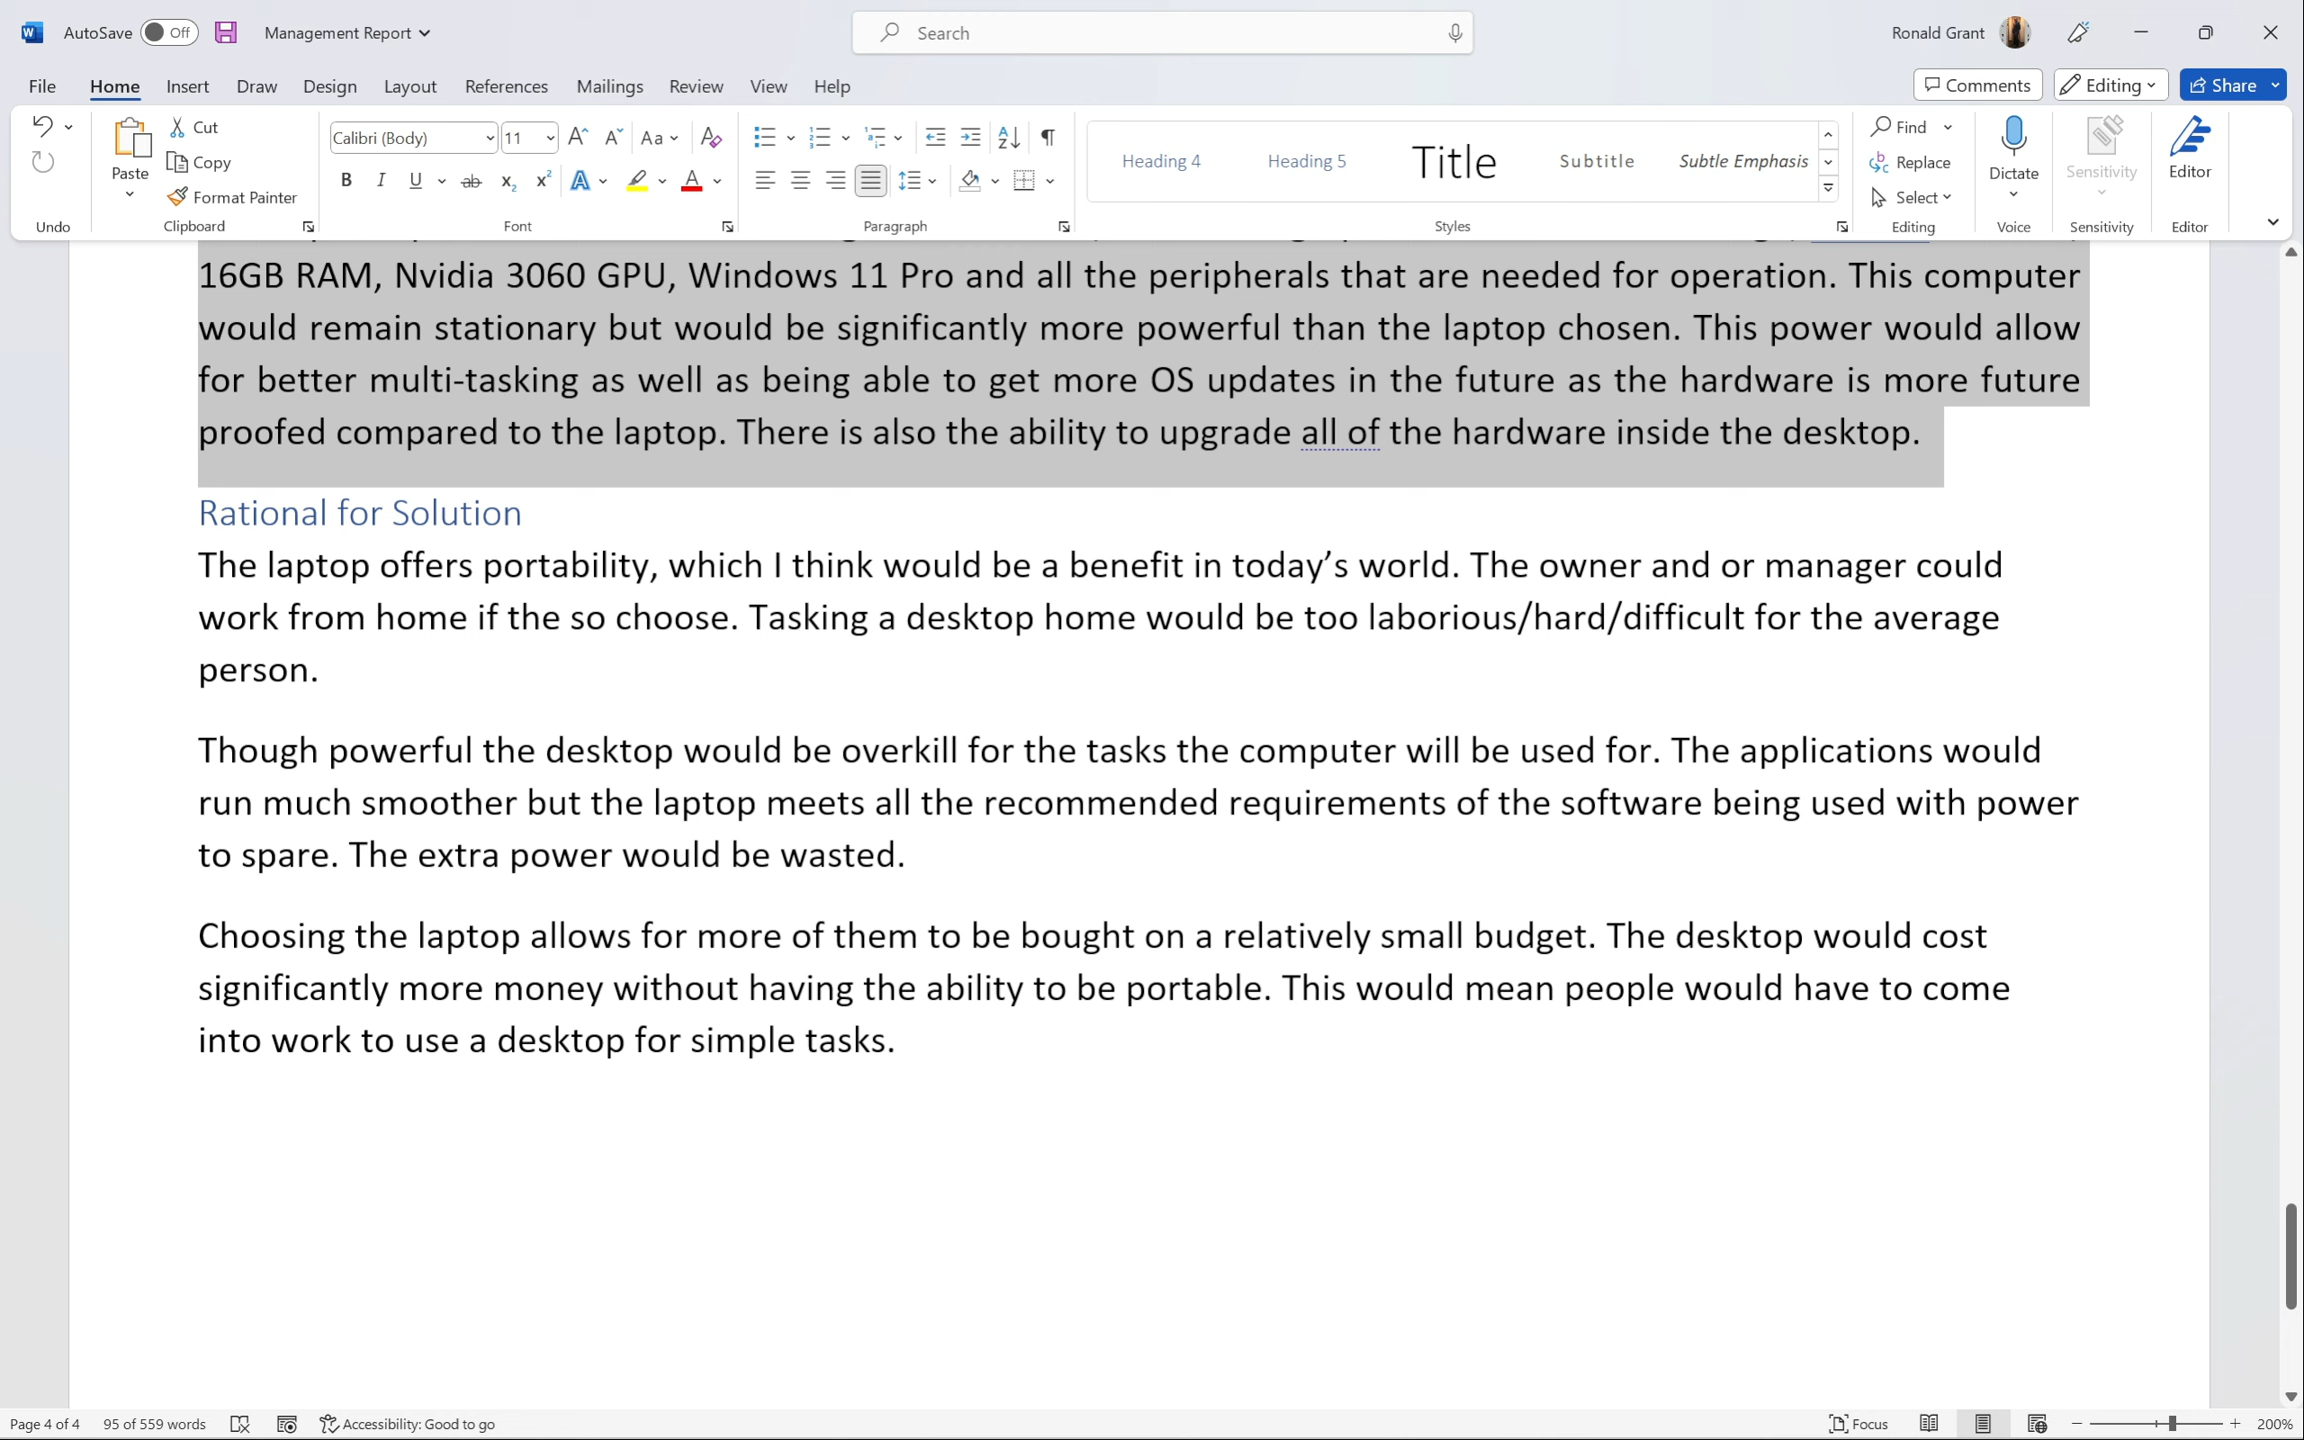 AutoSave Off Management Report Search Ronald Grant
File Home Insert Draw Design Layout References Mailings Review View Help Comments Editing Share
Paste Cut Copy Format Painter
Calibri (Body) 11
Heading 4 Heading 5 Title Subtitle Subtle Emphasis
Find Replace Select
Dictate Sensitivity Editor
Undo Clipboard Font Paragraph Styles Editing Voice Sensitivity Editor
16GB RAM, Nvidia 3060 GPU, Windows 11 Pro and all the peripherals that are needed for operation. This computer
would remain stationary but would be significantly more powerful than the laptop chosen. This power would allow
for better multi-tasking as well as being able to get more OS updates in the future as the hardware is more future
proofed compared to the laptop. There is also the ability to upgrade all of the hardware inside the desktop.
Rational for Solution
The laptop offers portability, which I think would be a benefit in today’s world. The owner and or manager could
work from home if the so choose. Tasking a desktop home would be too laborious/hard/difficult for the average
person.
Though powerful the desktop would be overkill for the tasks the computer will be used for. The applications would
run much smoother but the laptop meets all the recommended requirements of the software being used with power
to spare. The extra power would be wasted.
Choosing the laptop allows for more of them to be bought on a relatively small budget. The desktop would cost
significantly more money without having the ability to be portable. This would mean people would have to come
into work to use a desktop for simple tasks.
Page 4 of 4 95 of 559 words Accessibility: Good to go Focus 200%